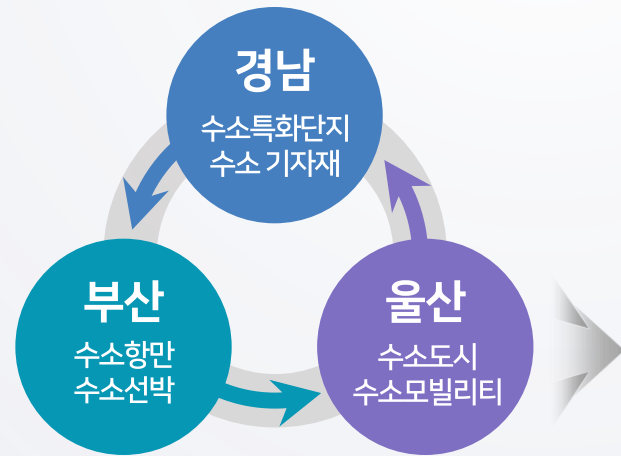 경남
수소특화단지
수소 기자재
부산
수소항만
수소선박
울산
수소도시
수소모빌리티